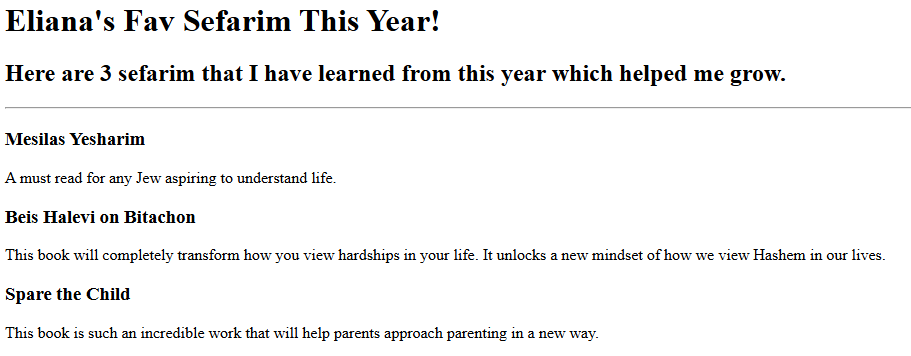 Eliana's Fav Sefarim This Year!
Here are 3 sefarim that I have learned from this year which helped me grow.
Mesilas Yesharim
A must read for any Jew aspiring to understand life.
Beis Halevi on Bitachon
This book will completely transform how you view hardships in your life. It unlocks a new mindset of how we view Hashem in our lives.
Spare the Child
This book is such an incredible work that will help parents approach parenting in a new way.